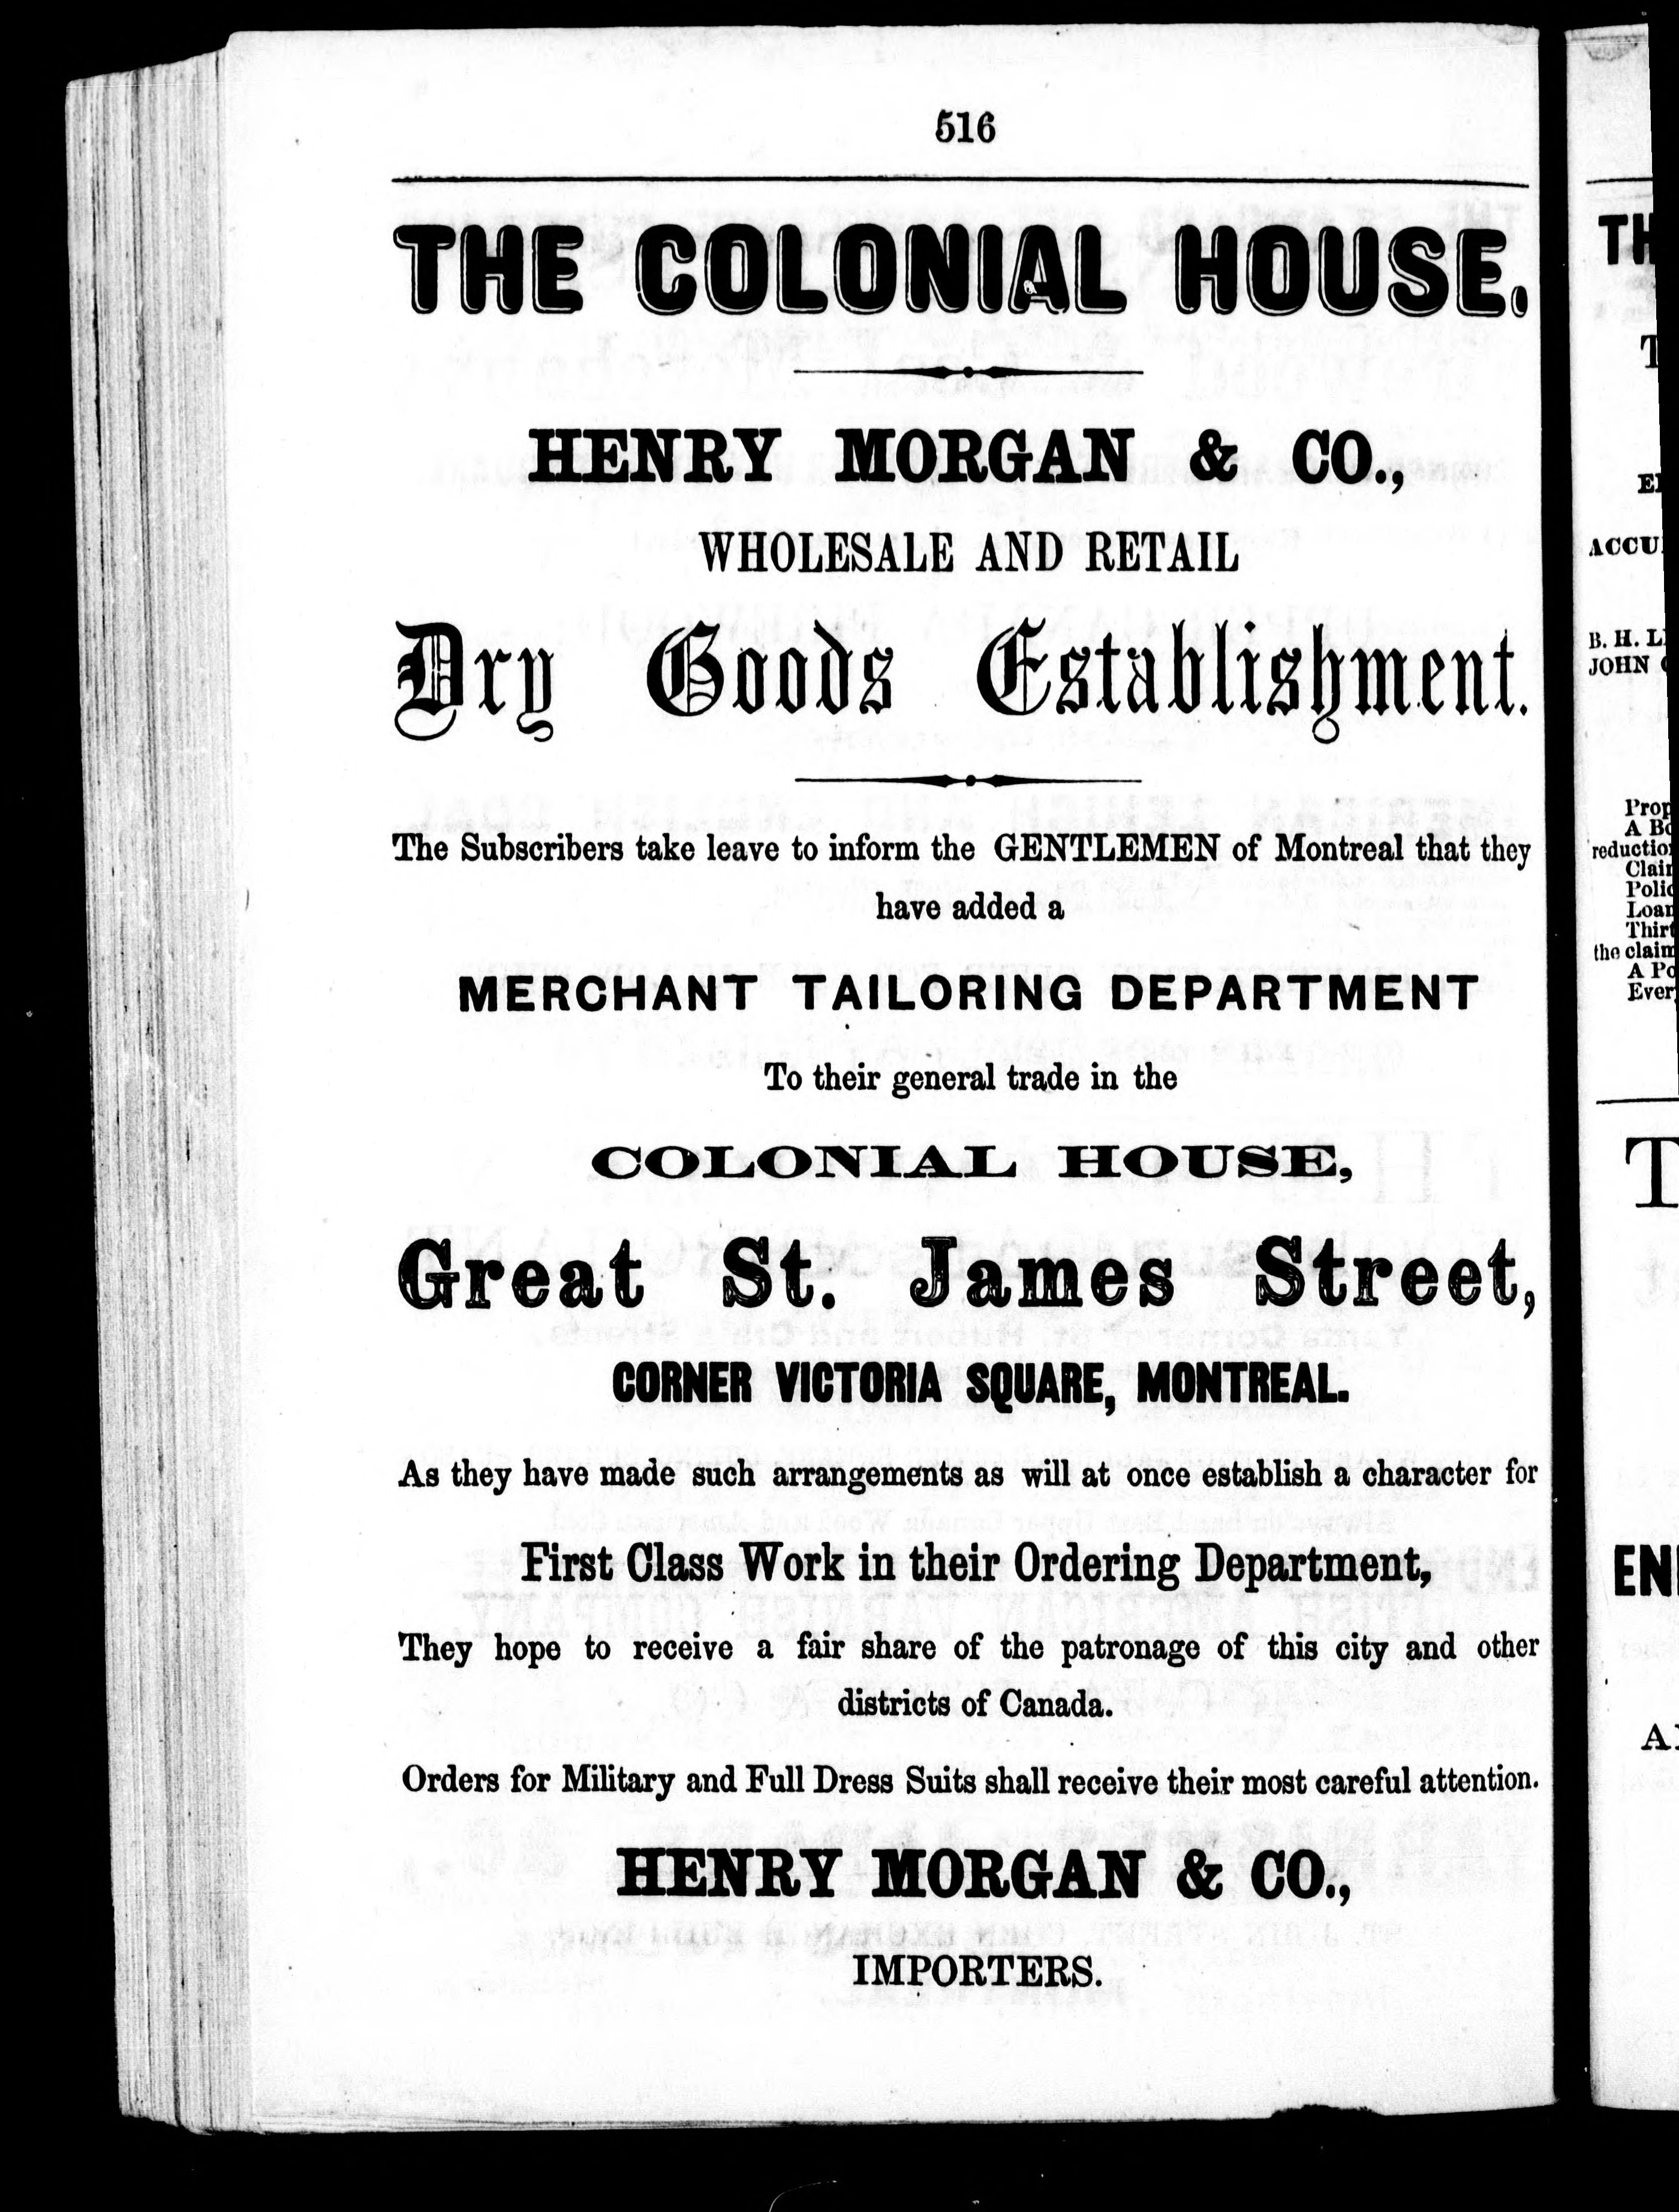 516
THE COLONIAL HOUSE.
HENRY MORGAN & CO.,
WHOLESALE AND RETAIL
Dry Goods Establishment.
The Subscribers take leave to inform the GENTLEMEN of Montreal that they
have added a
MERCHANT TAILORING DEPARTMENT
To their general trade in the
COLONIAL HOUSE,
Great St. James Street,
CORNER VICTORIA SQUARE, MONTREAL.
As they have made such arrangements as will at once establish a character for
First Class Work in their Ordering Department,
They hope to receive a fair share of the patronage of this city and other
districts of Canada.
Orders for Military and Full Dress Suits shall receive their most careful attention.
HENRY MORGAN & CO.,
IMPORTERS.
B. H.
JOHN
the
A